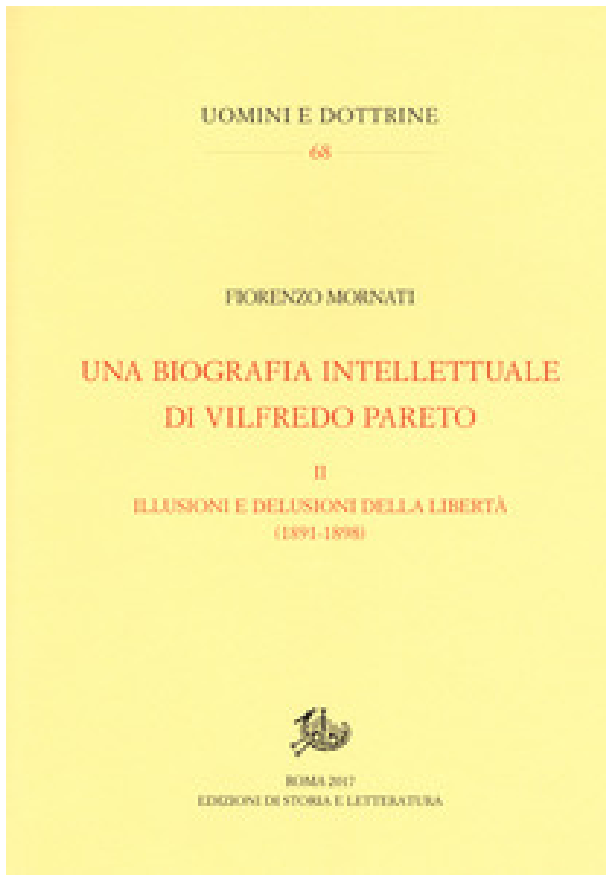 UOMINI E DOTTRINE
68
FIORENZO MORNATI
UNA BIOGRAFIA INTELLETTUALE
DI VILFREDO PARETO
II
ILLUSIONI E DELUSIONI DELLA LIBERTÀ
(1891-1898)
ROMA 2017
EDIZIONI DI STORIA E LETTERATURA